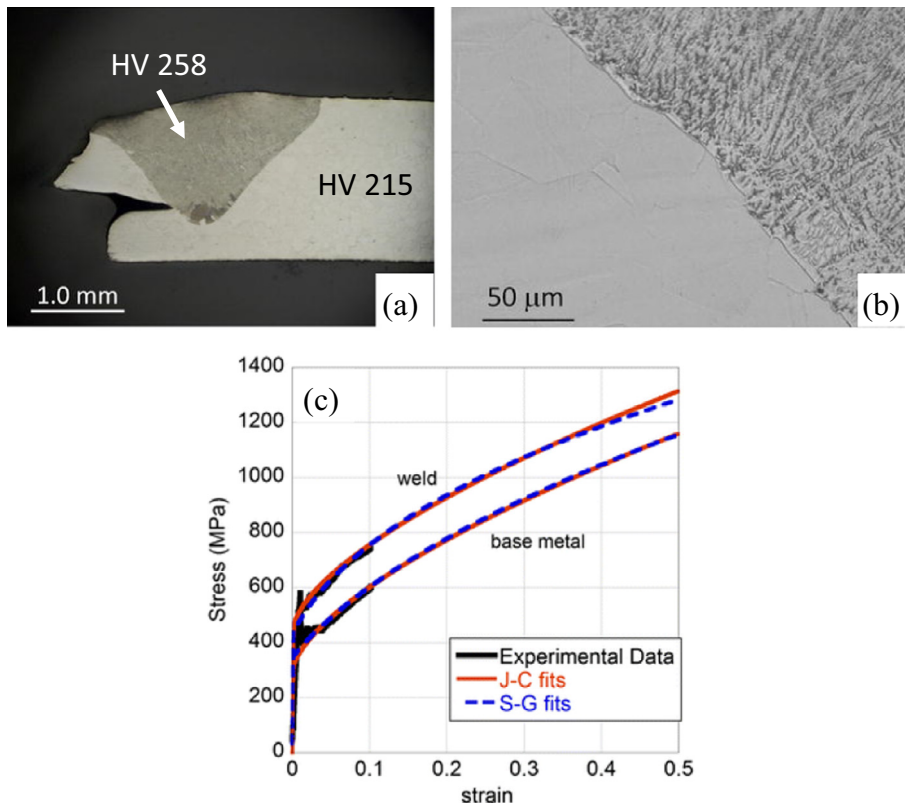 HV 258
HV 215
1.0 mm
(a)
50 μm
(b)
(c)
1400
1200
1000
800
600
400
200
0
Stress (MPa)
weld
base metal
Experimental Data
J-C fits
S-G fits
0
0.1
0.2
0.3
0.4
0.5
strain